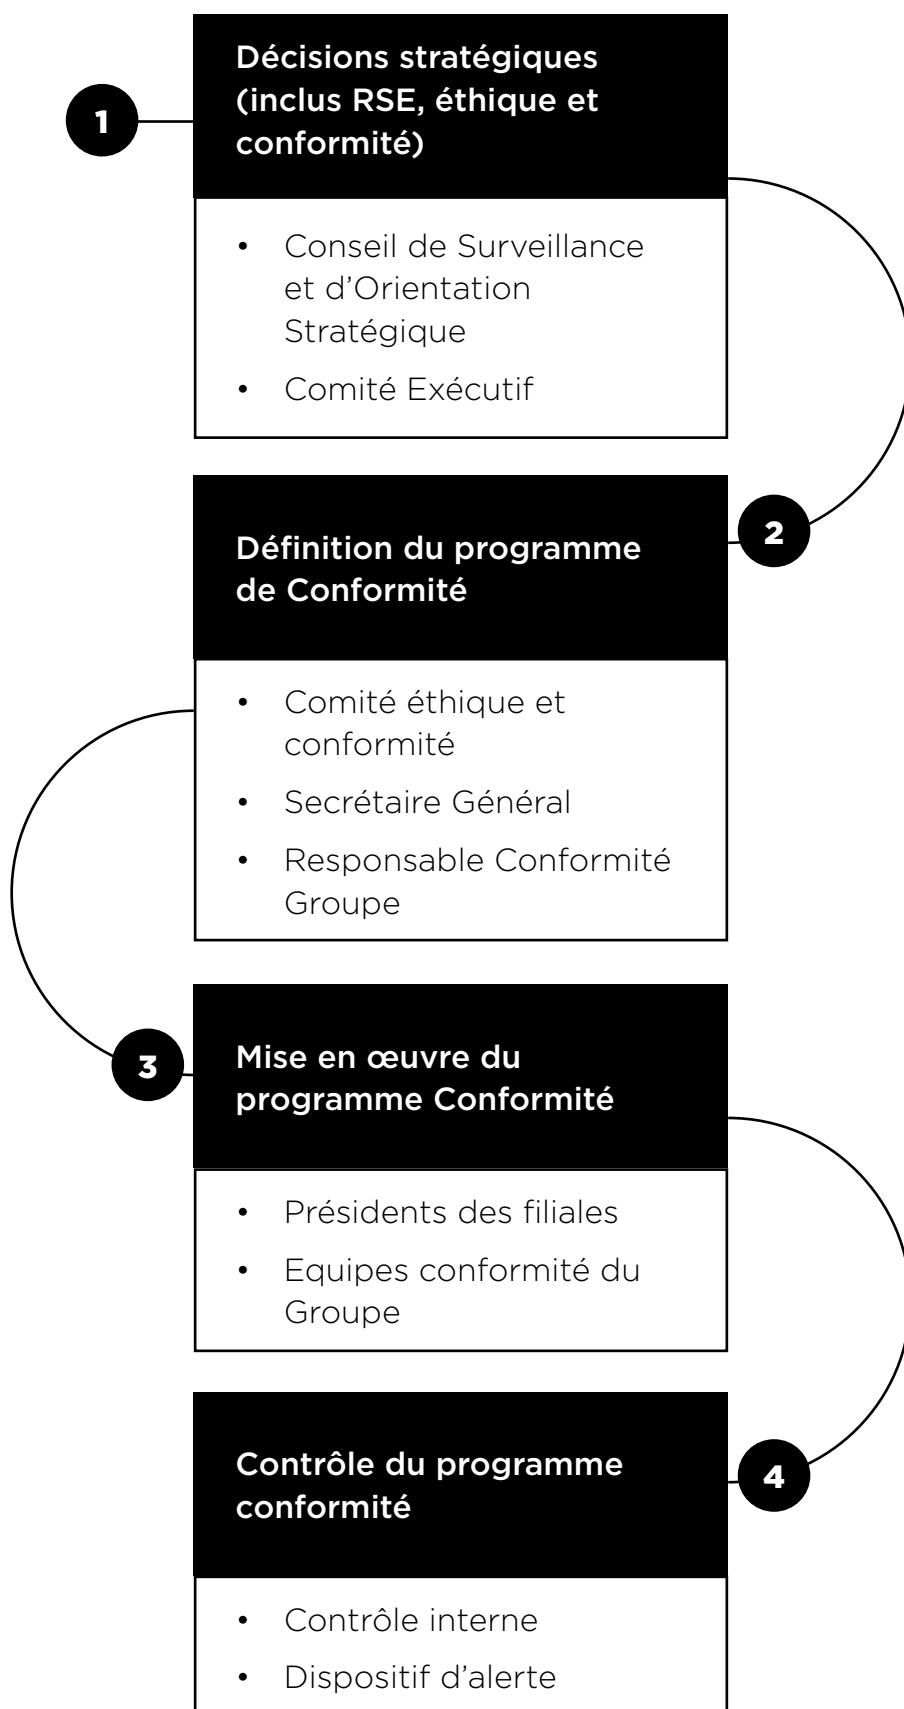 1
Décisions stratégiques
(inclus RSE, éthique et
conformité)
• Conseil de Surveillance
et d’Orientation
Stratégique
• Comité Exécutif
2
Définition du programme
de Conformité
• Comité éthique et
conformité
• Secrétaire Général
• Responsable Conformité
Groupe
3
Mise en œuvre du
programme Conformité
• Présidents des filiales
• Equipes conformité du
Groupe
4
Contrôle du programme
conformité
• Contrôle interne
• Dispositif d’alerte